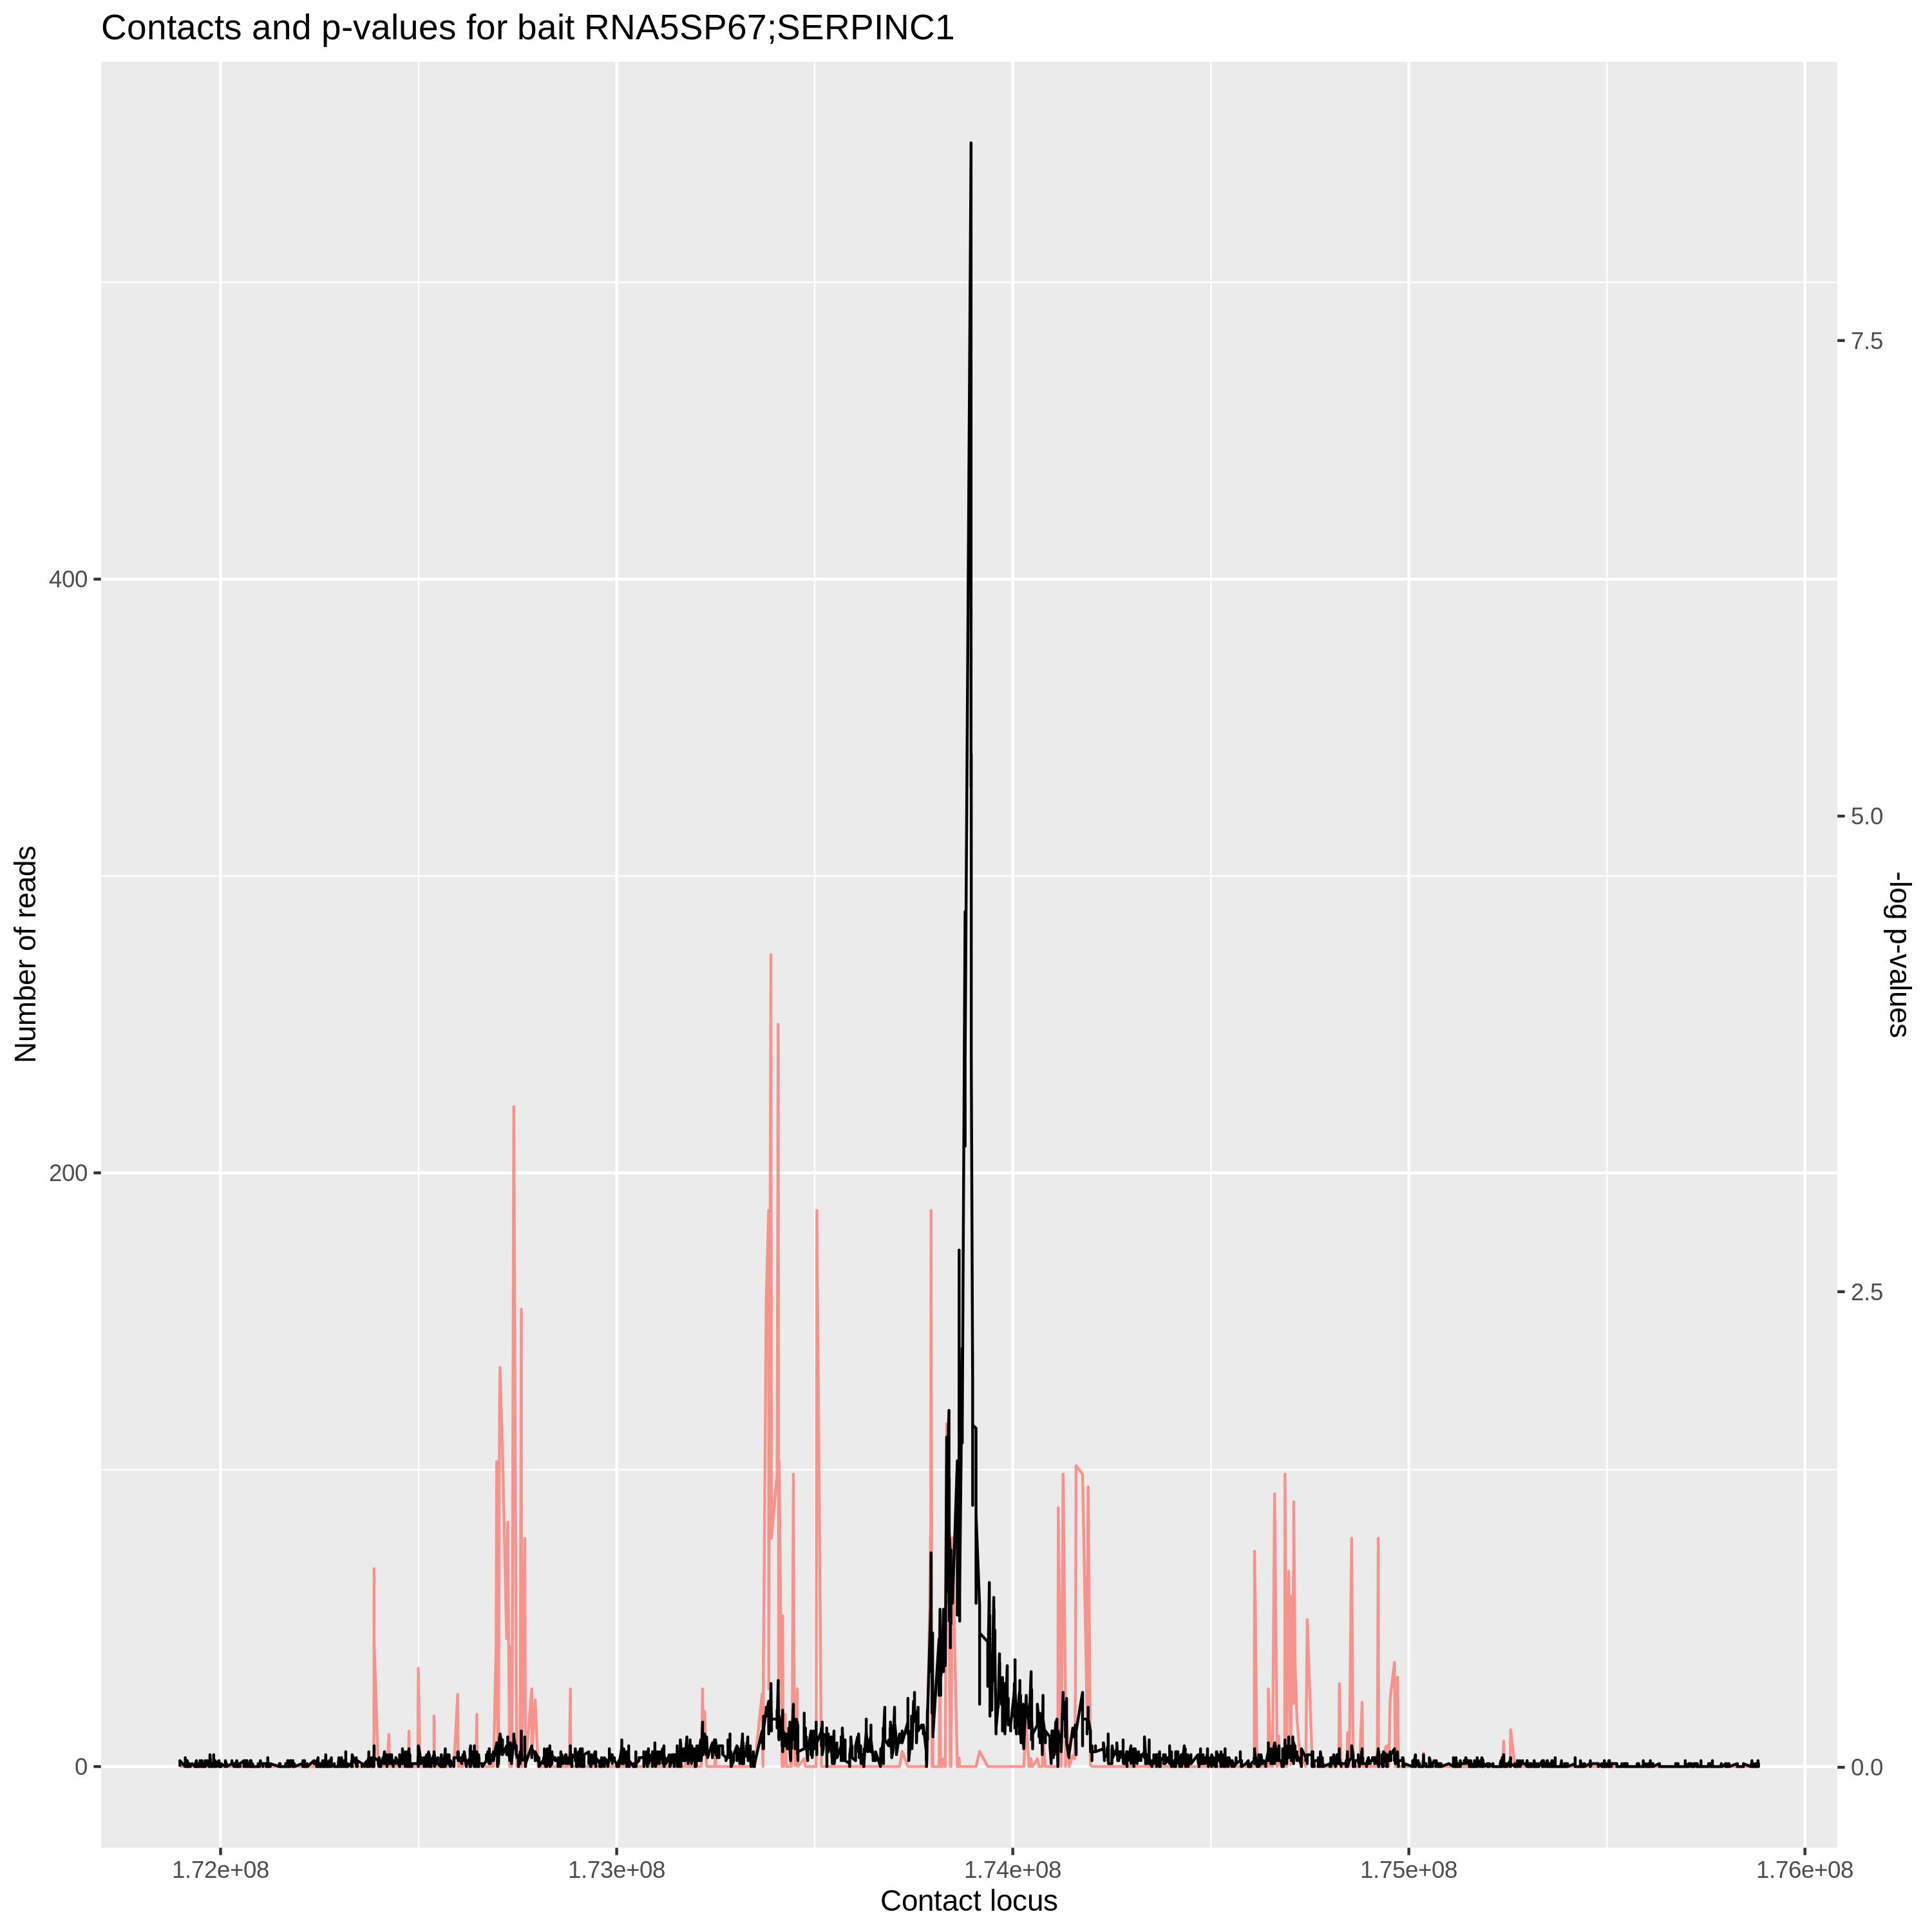 Contacts and p-values for bait RNA5SP67;SERPINC1
400
200
0
Number of reads
7.5
5.0
2.5
0.0
-log p-values
1.72e+08
1.73e+08
1.74e+08
1.75e+08
1.76e+08
Contact locus